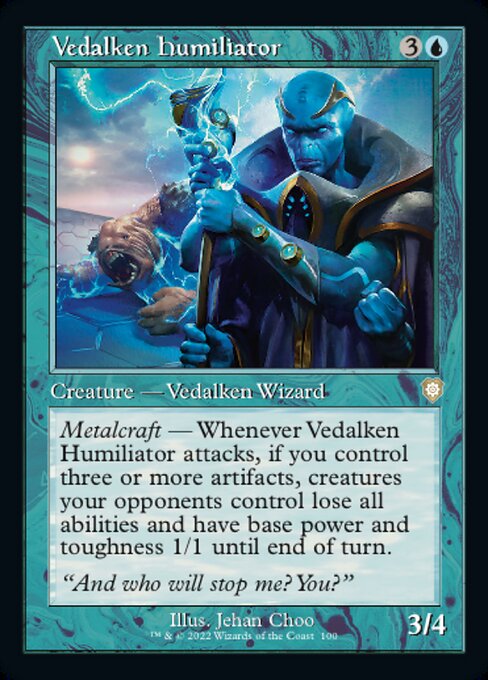 Vedalken Humiliator 3
Creature — Vedalken Wizard
Metalcraft — Whenever Vedalken
Humiliator attacks, if you control
three or more artifacts, creatures
your opponents control lose all
abilities and have base power and
toughness 1/1 until end of turn.
“And who will stop me? You?”
Illus. Jehan Choo
™ & © 2022 Wizards of the Coast 100
3/4